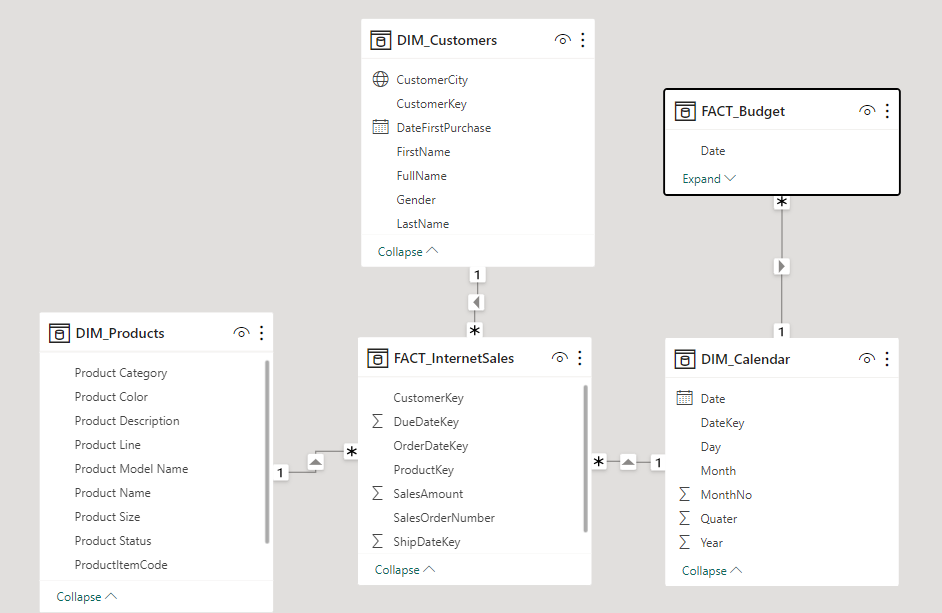 DIM_Customers
CustomerCity
CustomerKey
DateFirstPurchase
FirstName
FullName
Gender
LastName
Collapse
1
*
FACT_Budget
Date
Expand
*
1
DIM_Products
Product Category
Product Color
Product Description
Product Line
Product Model Name
Product Name
Product Size
Product Status
ProductItemCode
Collapse
1
*
FACT_InternetSales
CustomerKey
∑ DueDateKey
OrderDateKey
ProductKey
∑ SalesAmount
SalesOrderNumber
∑ ShipDateKey
Collapse
*
1
DIM_Calendar
Date
DateKey
Day
Month
∑ MonthNo
∑ Quater
∑ Year
Collapse